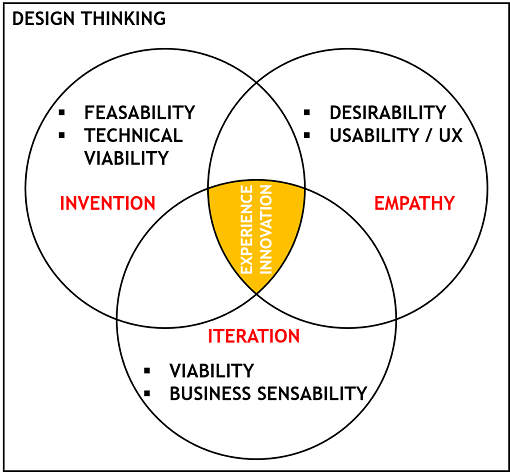 DESIGN THINKING
▪ FEASABILITY
▪ TECHNICAL
VIABILITY
INVENTION
▪ DESIRABILITY
▪ USABILITY / UX
EMPATHY
EXPERIENCE
INNOVATION
ITERATION
▪ VIABILITY
▪ BUSINESS SENSABILITY